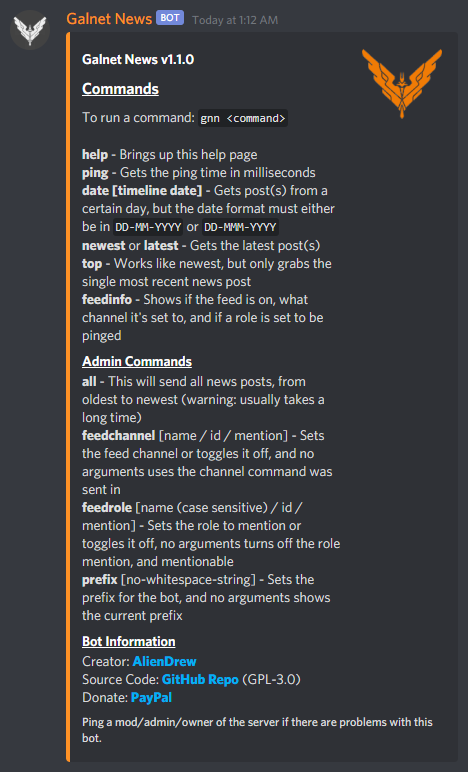 Galnet News BOT Today at 1:12 AM
Galnet News v1.1.0
Commands
To run a command: gnn <command>
help - Brings up this help page
ping - Gets the ping time in milliseconds
date [timeline date] - Gets post(s) from a
certain day, but the date format must either
be in DD-MM-YYYY or DD-MMM-YYYY
newest or latest - Gets the latest post(s)
top - Works like newest, but only grabs the
single most recent news post
feedinfo - Shows if the feed is on, what
channel it's set to, and if a role is set to be
pinged
Admin Commands
all - This will send all news posts, from
oldest to newest (warning: usually takes a
long time)
feedchannel [name / id / mention] - Sets
the feed channel or toggles it off, and no
arguments uses the channel command was
sent in
feedrole [name (case sensitive) / id /
mention] - Sets the role to mention or
toggles it off, no arguments turns off the role
mention, and mentionable
prefix [no-whitespace-string] - Sets the
prefix for the bot, and no arguments shows
the current prefix
Bot Information
Creator: AlienDrew
Source Code: GitHub Repo (GPL-3.0)
Donate: PayPal
Ping a mod/admin/owner of the server if there are problems with this
bot.